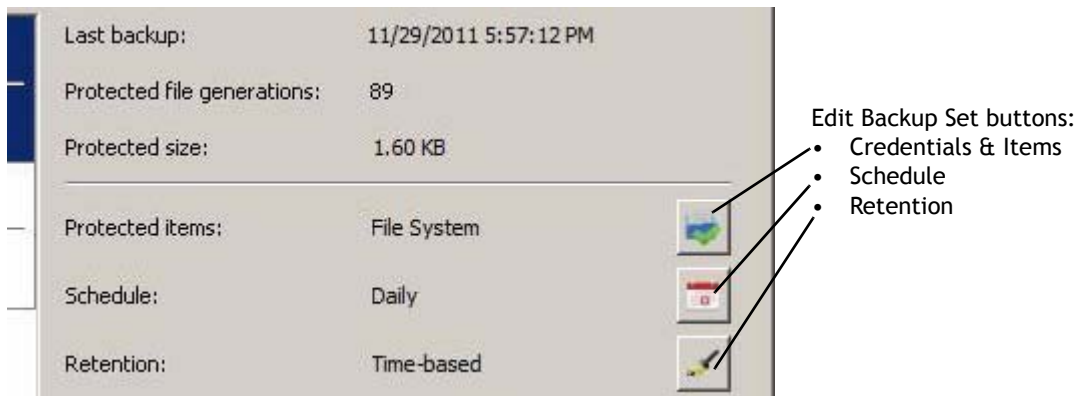 Last backup: 11/29/2011 5:57:12 PM
Protected file generations: 89
Protected size: 1.60 KB
Protected items: File System
Schedule: Daily
Retention: Time-based
Edit Backup Set buttons:
• Credentials & Items
• Schedule
• Retention